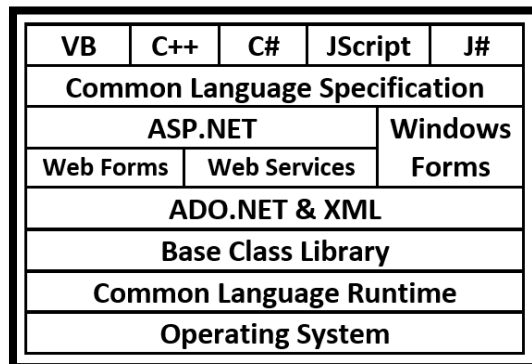 VB C++ C# JScript J#
Common Language Specification
ASP.NET
Windows Forms
Web Forms Web Services
ADO.NET & XML
Base Class Library
Common Language Runtime
Operating System